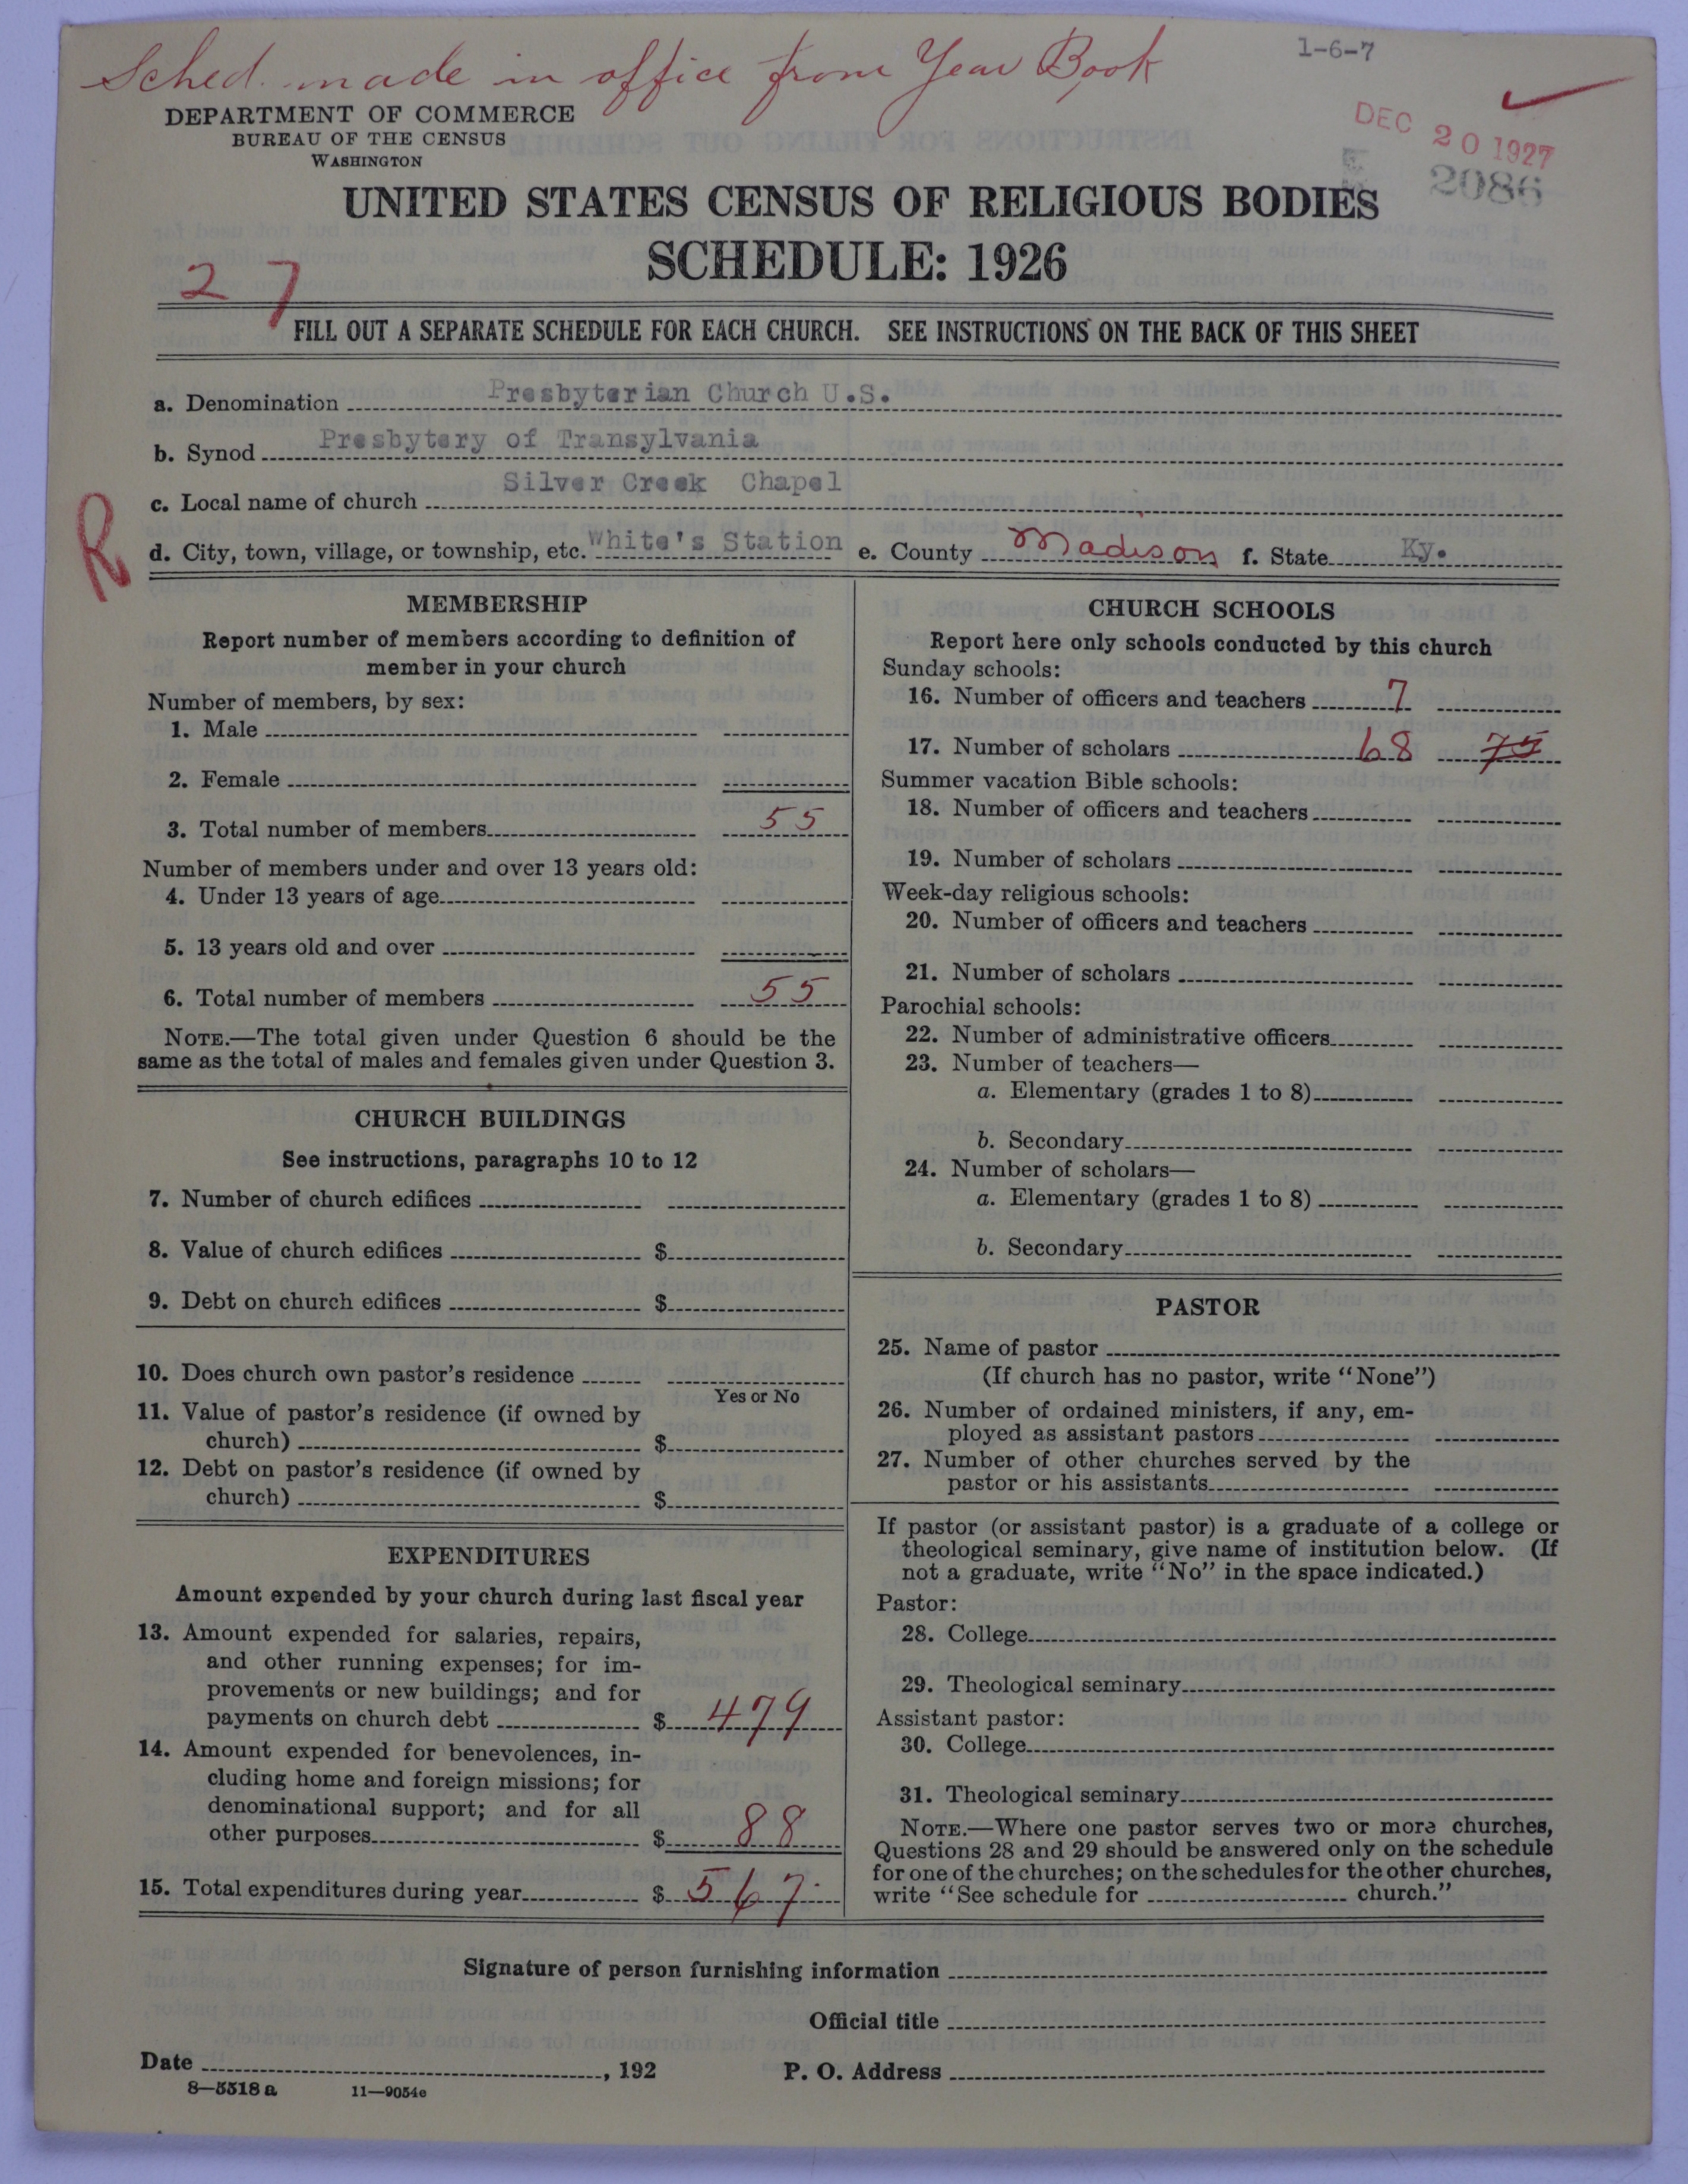 Sched. made in office from Year Book
1-6-7
DEPARTMENT OF COMMERCE
BUREAU OF THE CENSUS
WASHINGTON
DEC 20 1927
2086
UNITED STATES CENSUS OF RELIGIOUS BODIES
SCHEDULE: 1926
27
FILL OUT A SEPARATE SCHEDULE FOR EACH CHURCH. SEE INSTRUCTIONS ON THE BACK OF THIS SHEET
a. Denomination Presbyterian Church U.S.
b. Synod Presbytery of Transylvania
c. Local name of church Silver Creek Chapel
R
d. City, town, village, or township, etc. White's Station e. County Madison f. State Ky.
MEMBERSHIP
Report number of members according to definition of
member in your church
Number of members, by sex:
1. Male
2. Female
3. Total number of members 55
Number of members under and over 13 years old:
4. Under 13 years of age
5. 13 years old and over
6. Total number of members 55
NOTE.—The total given under Question 6 should be the
same as the total of males and females given under Question 3.
CHURCH BUILDINGS
See instructions, paragraphs 10 to 12
7. Number of church edifices
8. Value of church edifices $
9. Debt on church edifices $
10. Does church own pastor's residence
Yes or No
11. Value of pastor's residence (if owned by
church) $
12. Debt on pastor's residence (if owned by
church) $
EXPENDITURES
Amount expended by your church during last fiscal year
13. Amount expended for salaries, repairs,
and other running expenses; for im-
provements or new buildings; and for
payments on church debt $ 479
14. Amount expended for benevolences, in-
cluding home and foreign missions; for
denominational support; and for all
other purposes $ 88
15. Total expenditures during year $ 567
CHURCH SCHOOLS
Report here only schools conducted by this church
Sunday schools:
16. Number of officers and teachers 7
17. Number of scholars 68 75
Summer vacation Bible schools:
18. Number of officers and teachers
19. Number of scholars
Week-day religious schools:
20. Number of officers and teachers
21. Number of scholars
Parochial schools:
22. Number of administrative officers
23. Number of teachers—
a. Elementary (grades 1 to 8)
b. Secondary
24. Number of scholars—
a. Elementary (grades 1 to 8)
b. Secondary
PASTOR
25. Name of pastor
(If church has no pastor, write "None")
26. Number of ordained ministers, if any, em-
ployed as assistant pastors
27. Number of other churches served by the
pastor or his assistants
If pastor (or assistant pastor) is a graduate of a college or
theological seminary, give name of institution below. (If
not a graduate, write "No" in the space indicated.)
Pastor:
28. College
29. Theological seminary
Assistant pastor:
30. College
31. Theological seminary
NOTE.—Where one pastor serves two or more churches,
Questions 28 and 29 should be answered only on the schedule
for one of the churches; on the schedules for the other churches,
write "See schedule for church."
Signature of person furnishing information
Official title
Date , 192 P. O. Address
8—5518 a 11—9054e